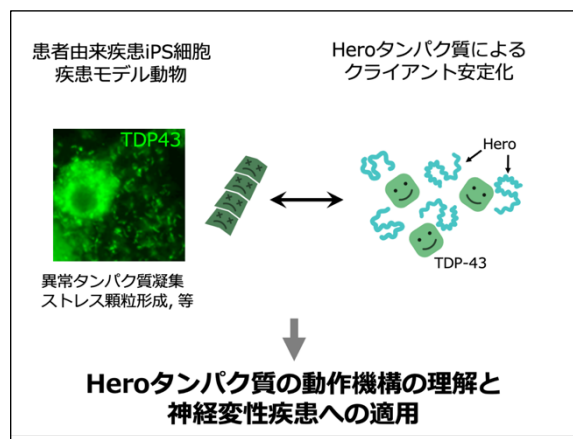 患者由来疾患iPS細胞
疾患モデル動物
Heroタンパク質による
クライアント安定化
TDP43
Hero
TDP-43
異常タンパク質凝集
ストレス顆粒形成, 等
Heroタンパク質の動作機構の理解と
神経変性疾患への適用